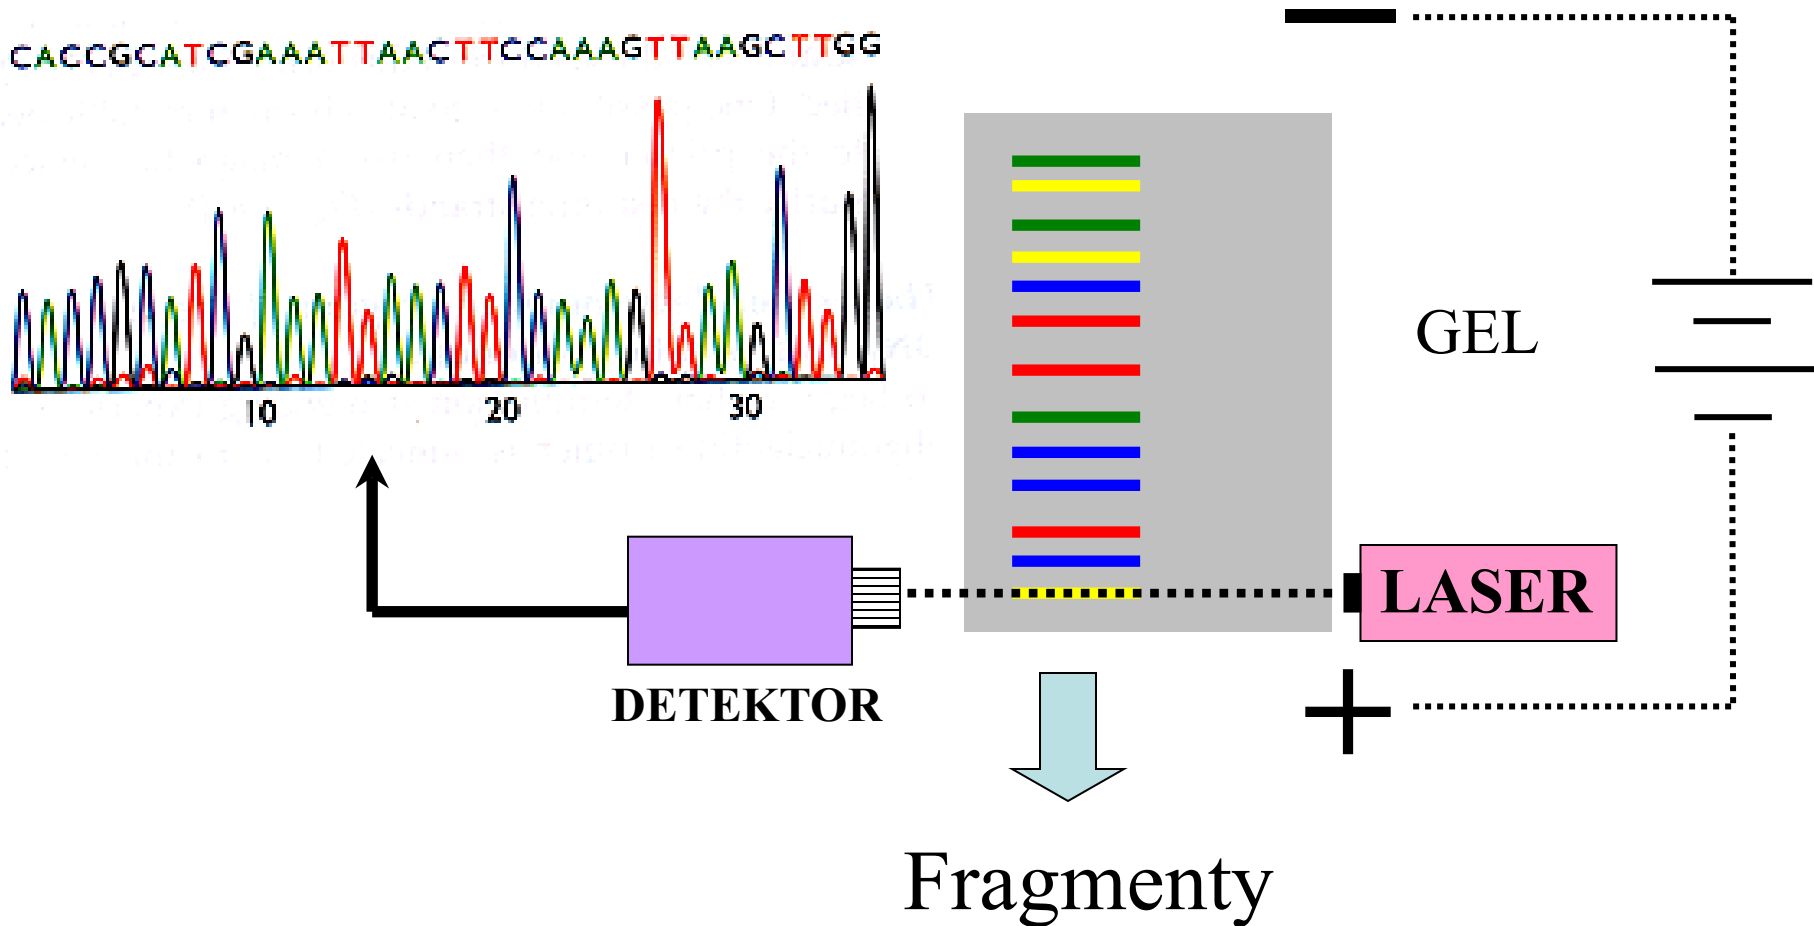 CACCGCATCGAAATTAACTTCCAAAGTTAAGCTTGG
10 20 30
GEL
LASER
DETEKTOR
+
Fragmenty